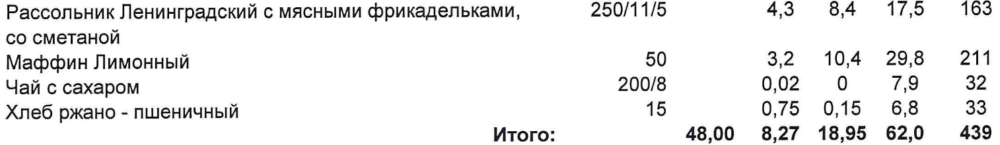 Рассольник Ленинградский с мясными фрикадельками, 250/11/5 4,3 8,4 17,5 163
со сметаной
Маффин Лимонный 50 3,2 10,4 29,8 211
Чай с сахаром 200/8 0,02 0 7,9 32
Хлеб ржано - пшеничный 15 0,75 0,15 6,8 33
Итого: 48,00 8,27 18,95 62,0 439